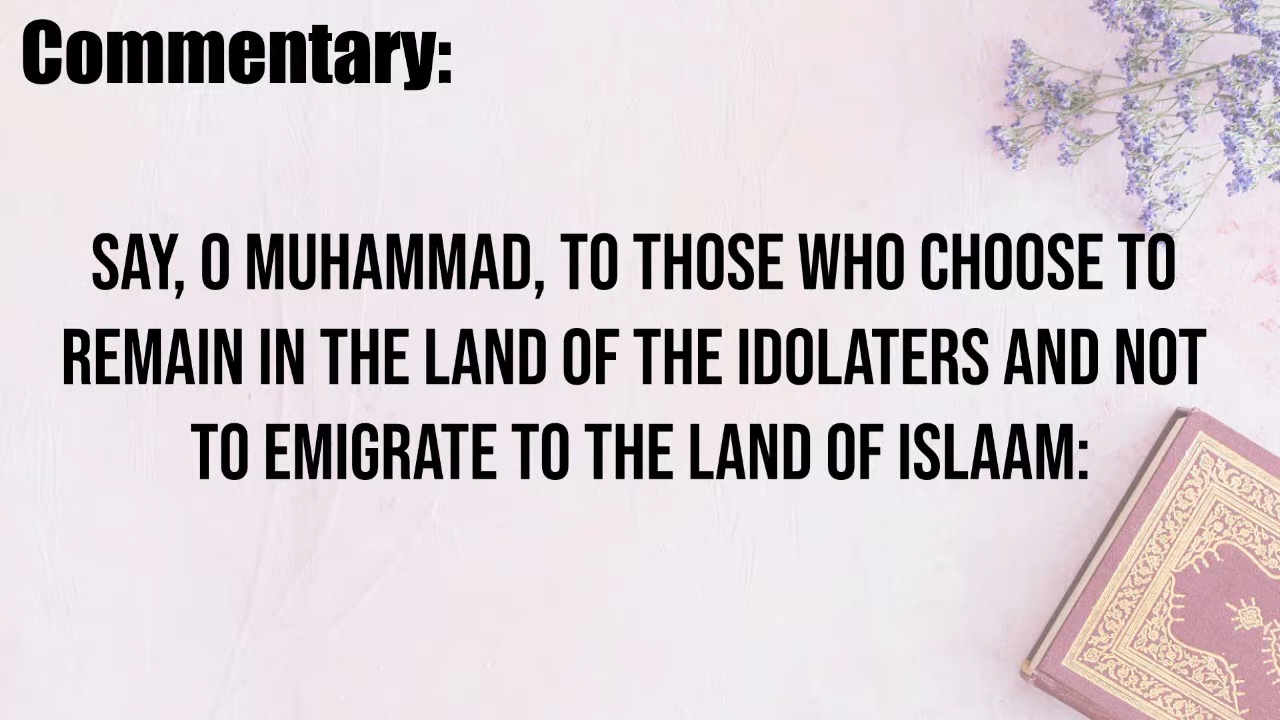 Commentary:
SAY, O MUHAMMAD, TO THOSE WHO CHOOSE TO
REMAIN IN THE LAND OF THE IDOLATERS AND NOT
TO EMIGRATE TO THE LAND OF ISLAAM: